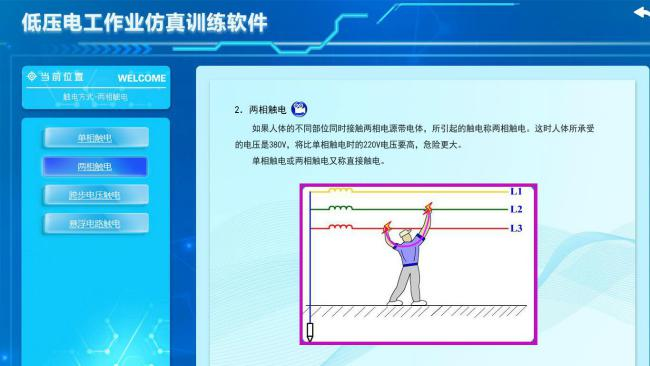 低压电工作业仿真训练软件
当前位置 WELCOME
触电方式-两相触电
单相触电
两相触电
跨步电压触电
悬浮电路触电
2. 两相触电
如果人体的不同部位同时接触两相电源带电体，所引起的触电称两相触电。这时人体所承受
的电压是380V，将比单相触电时的220V电压要高，危险更大。
单相触电或两相触电又称直接触电。
L1
L2
L3